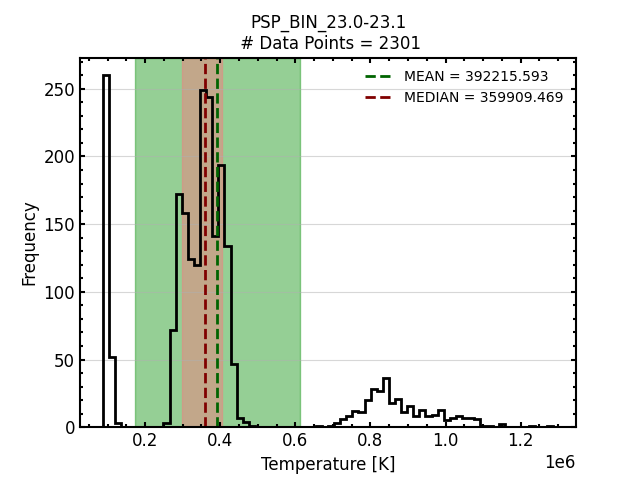 PSP_BIN_23.0-23.1
# Data Points = 2301
MEAN = 392215.593
MEDIAN = 359909.469
Frequency
250
200
150
100
50
0
0.2 0.4 0.6 0.8 1.0 1.2
1e6
Temperature [K]